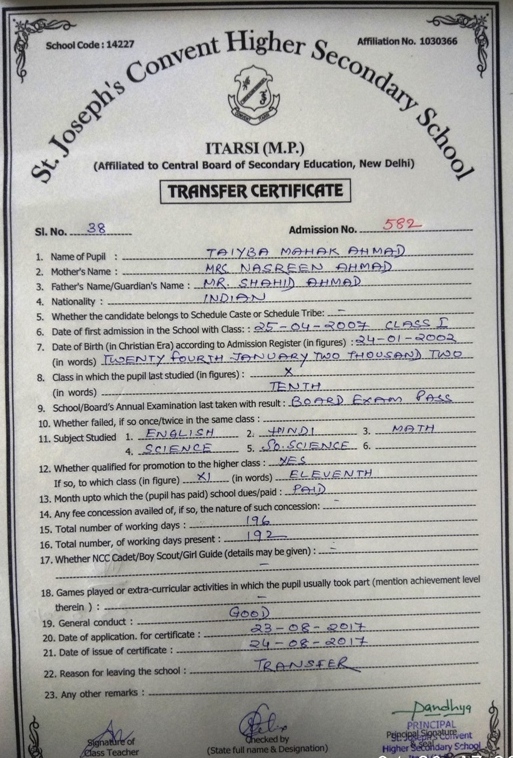 School Code : 14227
Affiliation No. 1030366
St. Joseph's Convent Higher Secondary School
ITARSI (M.P.)
(Affiliated to Central Board of Secondary Education, New Delhi)
TRANSFER CERTIFICATE
Sl. No. 38 Admission No. 582
1. Name of Pupil : TAIYBA MAHAK AHMAD
2. Mother's Name : MRS NASREEN AHMAD
3. Father's Name/Guardian's Name : MR. SHAHID AHMAD
4. Nationality : INDIAN
5. Whether the candidate belongs to Schedule Caste or Schedule Tribe: -
6. Date of first admission in the School with Class: : 25-04-2007 CLASS I
7. Date of Birth (in Christian Era) according to Admission Register (in figures) : 24-01-2002
(in words) TWENTY FOURTH JANUARY TWO THOUSAND TWO
8. Class in which the pupil last studied (in figures) : X
(in words) TENTH
9. School/Board's Annual Examination last taken with result : BOARD EXAM PASS
10. Whether failed, if so once/twice in the same class :
11. Subject Studied 1. ENGLISH 2. HINDI 3. MATH
4. SCIENCE 5. SO. SCIENCE 6.
12. Whether qualified for promotion to the higher class : YES
If so, to which class (in figure) XI (in words) ELEVENTH
13. Month upto which the (pupil has paid) school dues/paid : PAID
14. Any fee concession availed of, if so, the nature of such concession: -
15. Total number of working days : 196
16. Total number, of working days present : 192
17. Whether NCC Cadet/Boy Scout/Girl Guide (details may be given) : -
18. Games played or extra-curricular activities in which the pupil usually took part (mention achievement level
therein ) : -
19. General conduct : GOOD
20. Date of application. for certificate : 23-08-2017
21. Date of issue of certificate : 24-08-2017
22. Reason for leaving the school : TRANSFER
23. Any other remarks :
Signature of
Class Teacher
Checked by
(State full name & Designation)
Pandhya
PRINCIPAL
Principal Signature
St. Joseph's Convent
Higher Secondary School